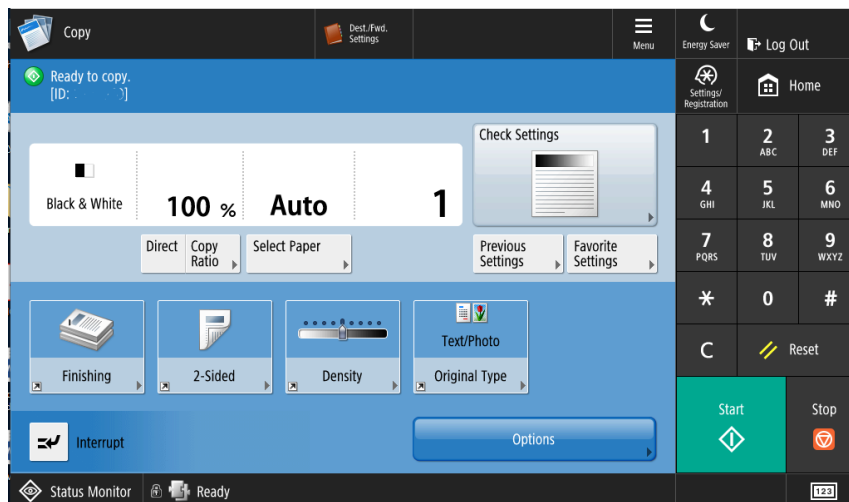 Copy
Dest./Fwd.
Settings
Menu
Energy Saver
Log Out
Ready to copy.
[ID:
Settings/
Registration
Home
Check Settings
Black & White
100 %
Auto
1
Direct
Copy
Ratio
Select Paper
Previous
Settings
Favorite
Settings
1
2
ABC
3
DEF
4
GHI
5
JKL
6
MNO
7
PQRS
8
TUV
9
WXYZ
*
0
#
C
Reset
Finishing
2-Sided
Density
Text/Photo
Original Type
Start
Stop
Interrupt
Options
Status Monitor
Ready
123